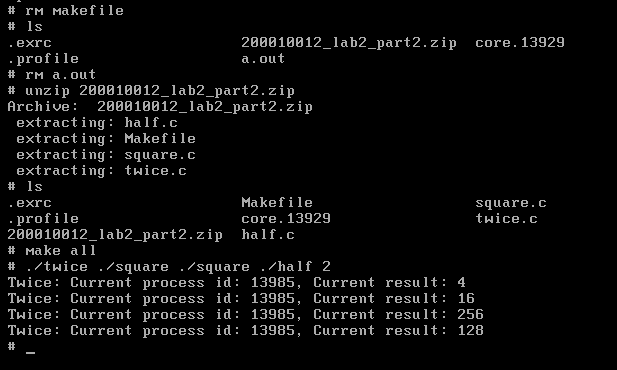 # rm makefile
# ls
.exrc 200010012_lab2_part2.zip core.13929
.profile a.out
# rm a.out
# unzip 200010012_lab2_part2.zip
Archive:  200010012_lab2_part2.zip
 extracting: half.c
 extracting: Makefile
 extracting: square.c
 extracting: twice.c
# ls
.exrc Makefile square.c
.profile core.13929 twice.c
200010012_lab2_part2.zip half.c
# make all
# ./twice ./square ./square ./half 2
Twice: Current process id: 13985, Current result: 4
Twice: Current process id: 13985, Current result: 16
Twice: Current process id: 13985, Current result: 256
Twice: Current process id: 13985, Current result: 128
# _